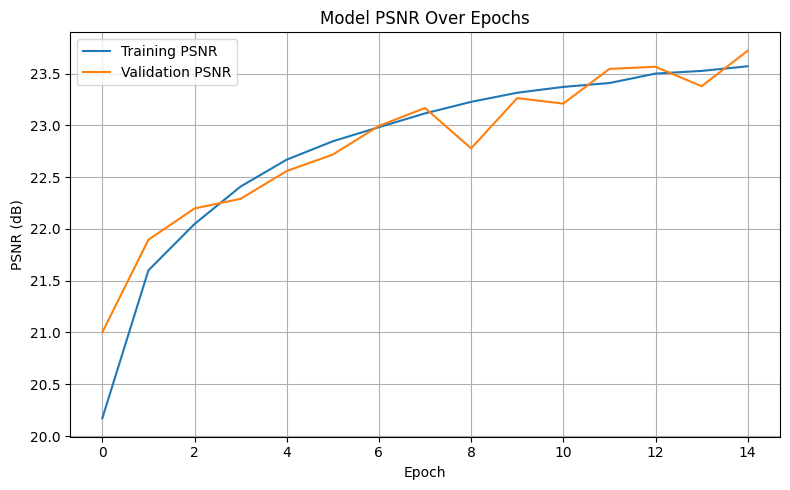 Model PSNR Over Epochs
Training PSNR
Validation PSNR
PSNR (dB)
23.5
23.0
22.5
22.0
21.5
21.0
20.5
20.0
0 2 4 6 8 10 12 14
Epoch